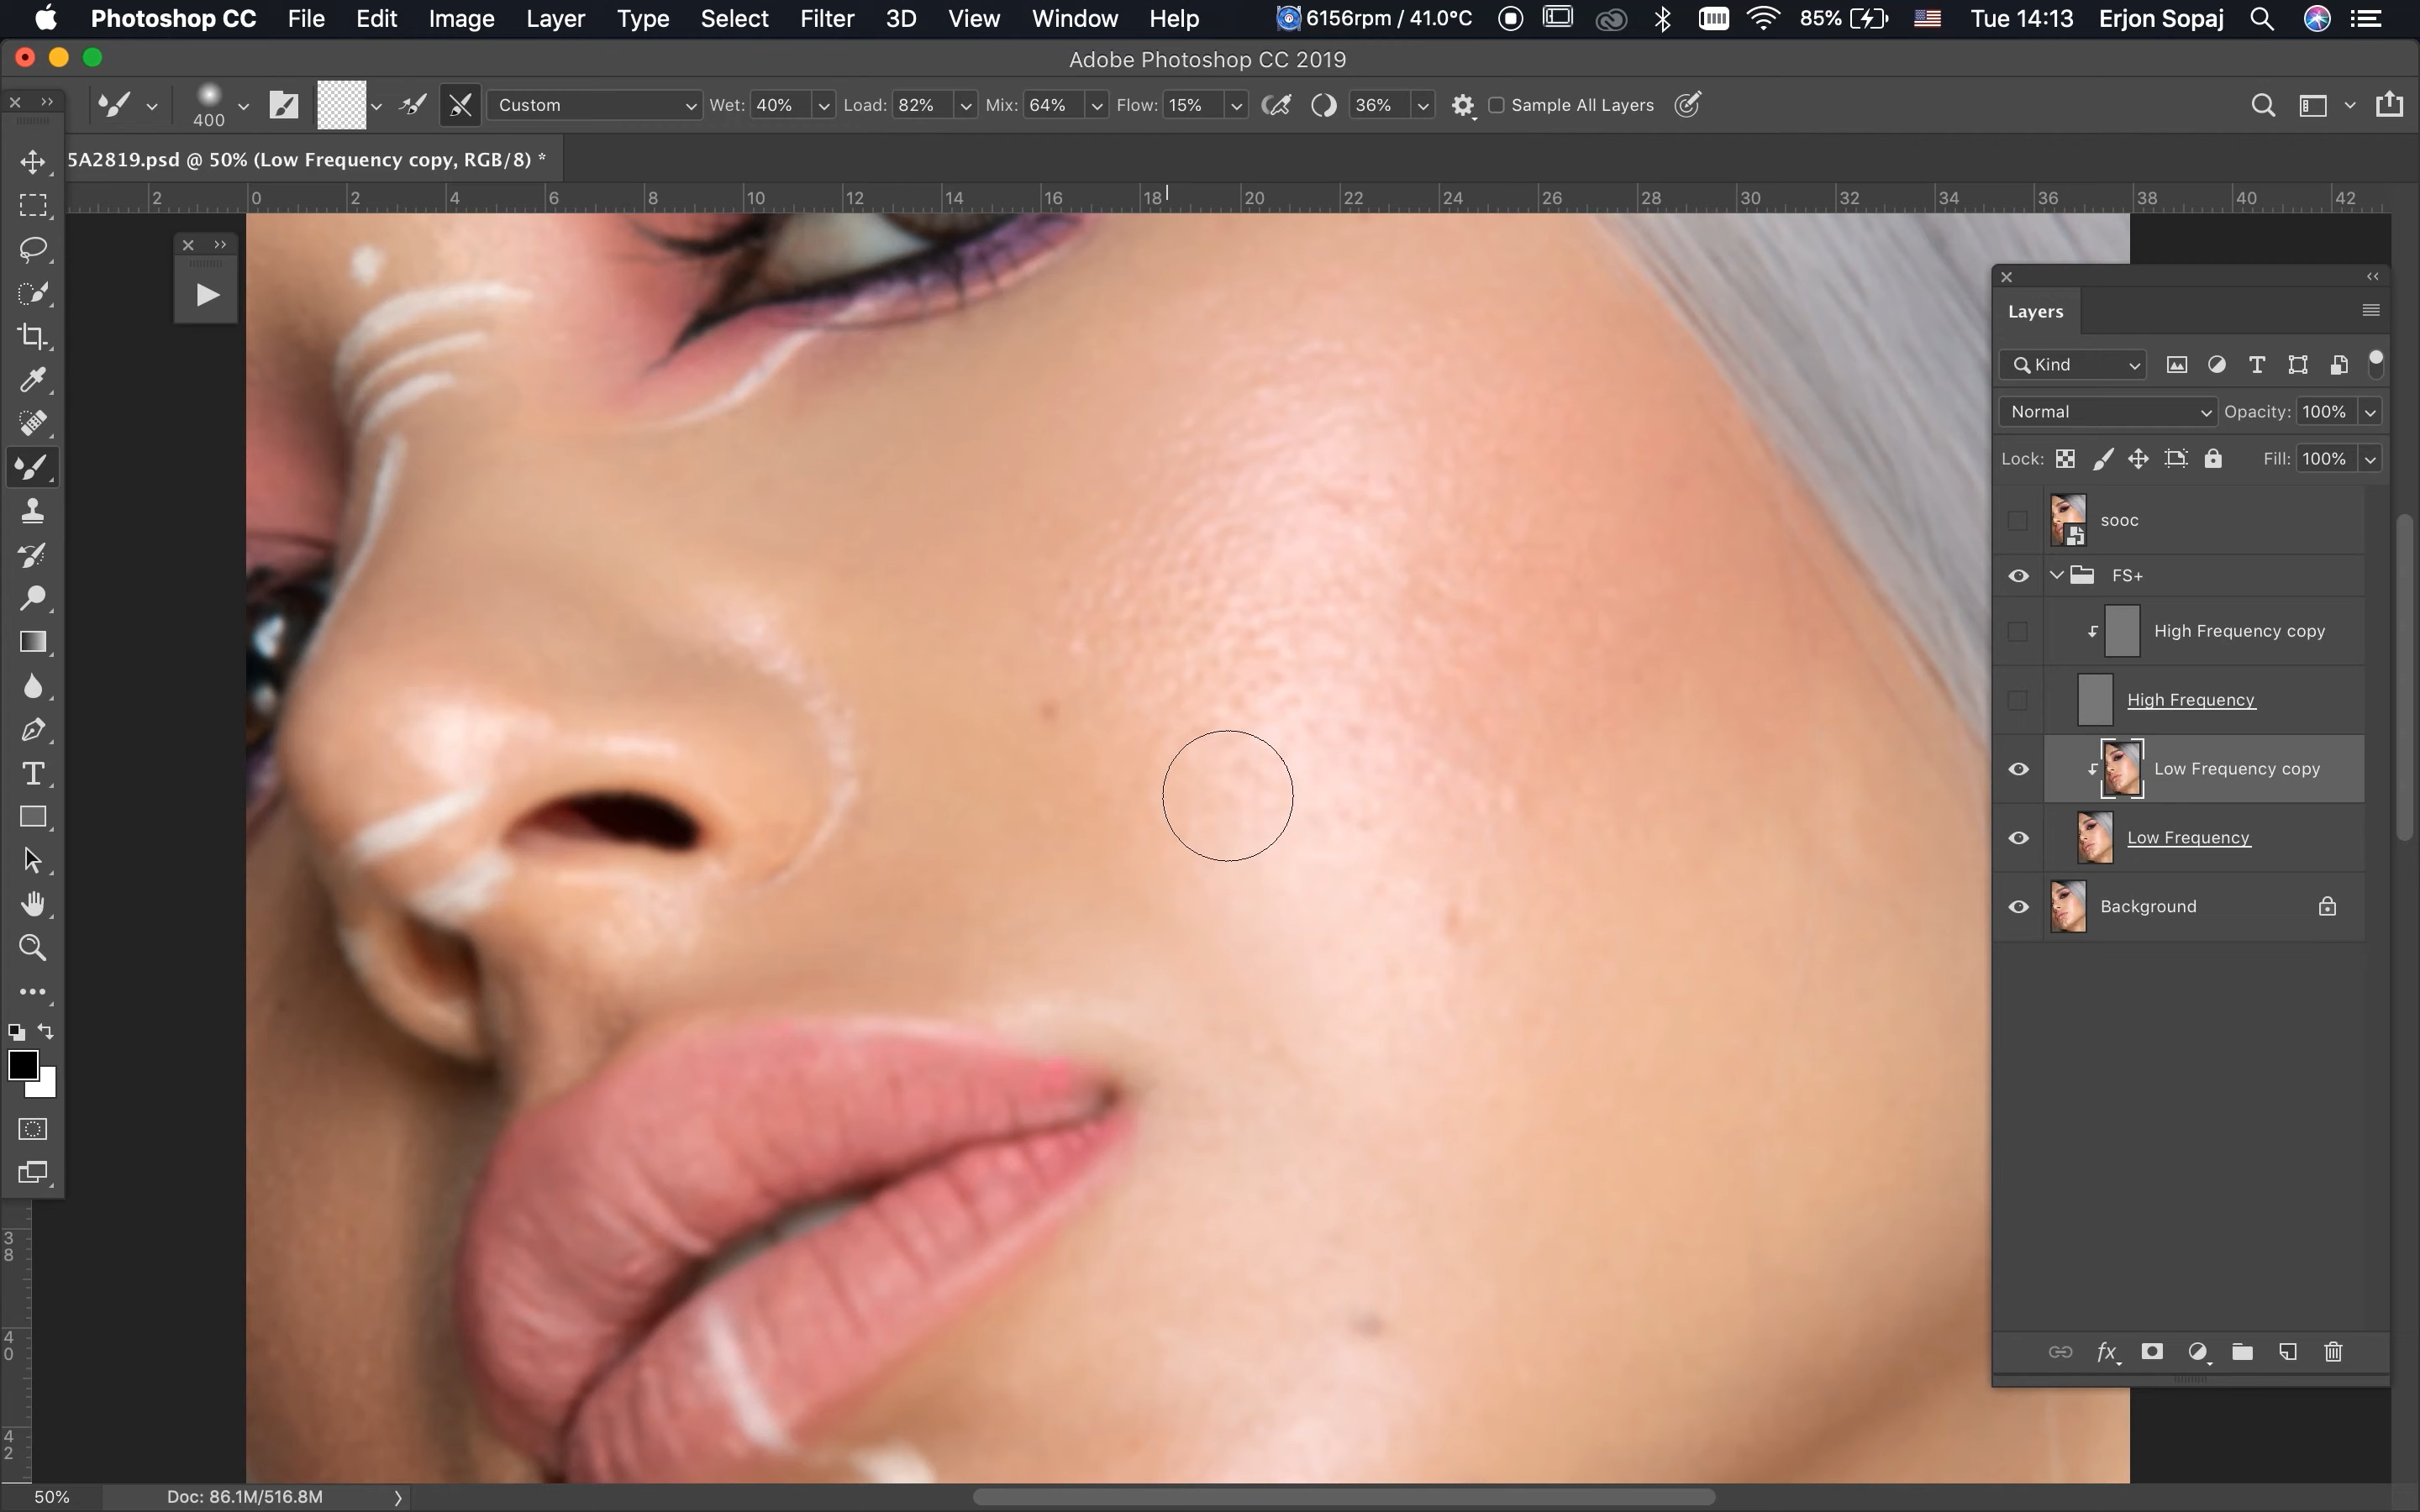 Photoshop CC File Edit Image Layer Type Select Filter 3D View Window Help 6156rpm / 41.0°C 85% Tue 14:13 Erjon Sopaj
Adobe Photoshop CC 2019
400 Custom Wet: 40% Load: 82% Mix: 64% Flow: 15% 36% Sample All Layers
5A2819.psd @ 50% (Low Frequency copy, RGB/8) *
2 0 2 4 6 8 10 12 14 16 18 20 22 24 26 28 30 32 34 36 38 40 42
Layers
Kind
Normal Opacity: 100%
Lock: Fill: 100%
sooc
FS+
High Frequency copy
High Frequency
Low Frequency copy
Low Frequency
Background
fx
38
40
42
50% Doc: 86.1M/516.8M